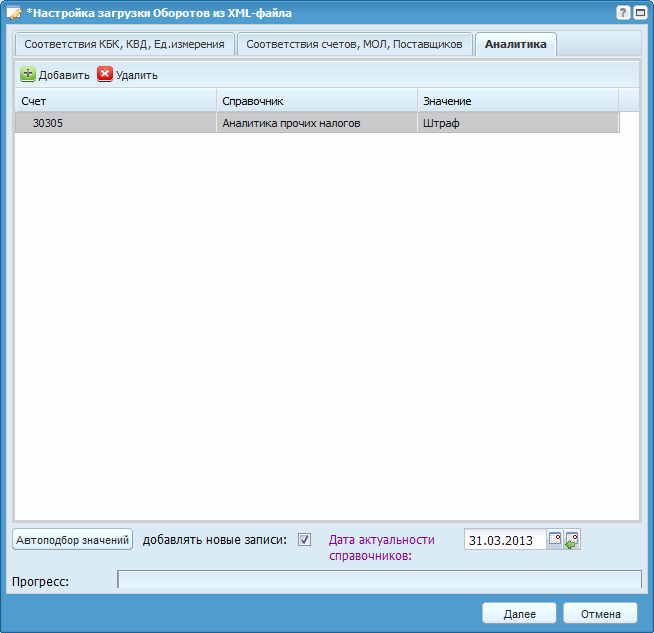 *Настройка загрузки Оборотов из XML-файла
Соответствия КБК, КВД, Ед.измерения Соответствия счетов, МОЛ, Поставщиков Аналитика
Добавить Удалить
Счет Справочник Значение
30305 Аналитика прочих налогов Штраф
Автоподбор значений добавлять новые записи: Дата актуальности 31.03.2013
справочников:
Прогресс:
Далее Отмена